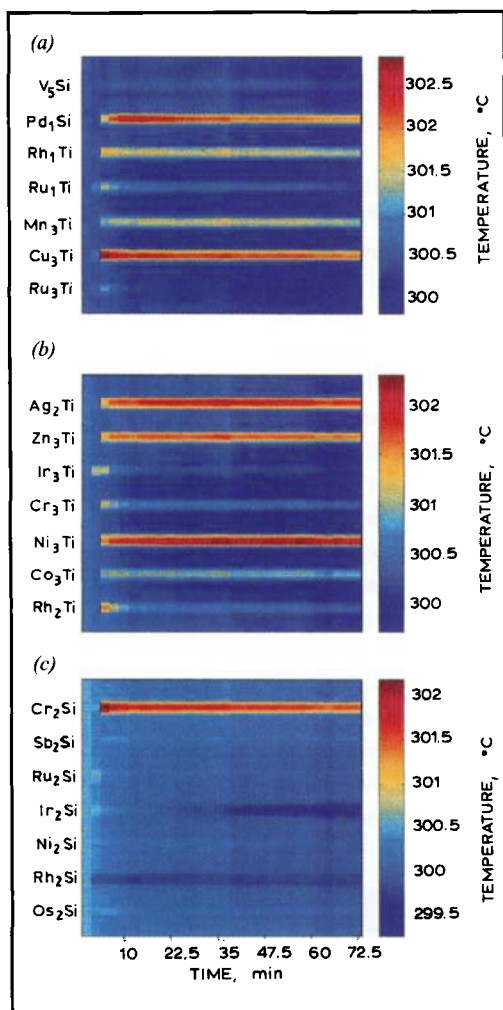 (a)
V₅Si
Pd₁Si
Rh₁Ti
Ru₁Ti
Mn₃Ti
Cu₃Ti
Ru₃Ti
302.5
302
301.5
301
300.5
300
TEMPERATURE, °C
(b)
Ag₂Ti
Zn₃Ti
Ir₃Ti
Cr₃Ti
Ni₃Ti
Co₃Ti
Rh₂Ti
302
301.5
301
300.5
300
TEMPERATURE, °C
(c)
Cr₂Si
Sb₂Si
Ru₂Si
Ir₂Si
Ni₂Si
Rh₂Si
Os₂Si
302
301.5
301
300.5
300
299.5
TEMPERATURE, °C
10 22.5 35 47.5 60 72.5
TIME, min